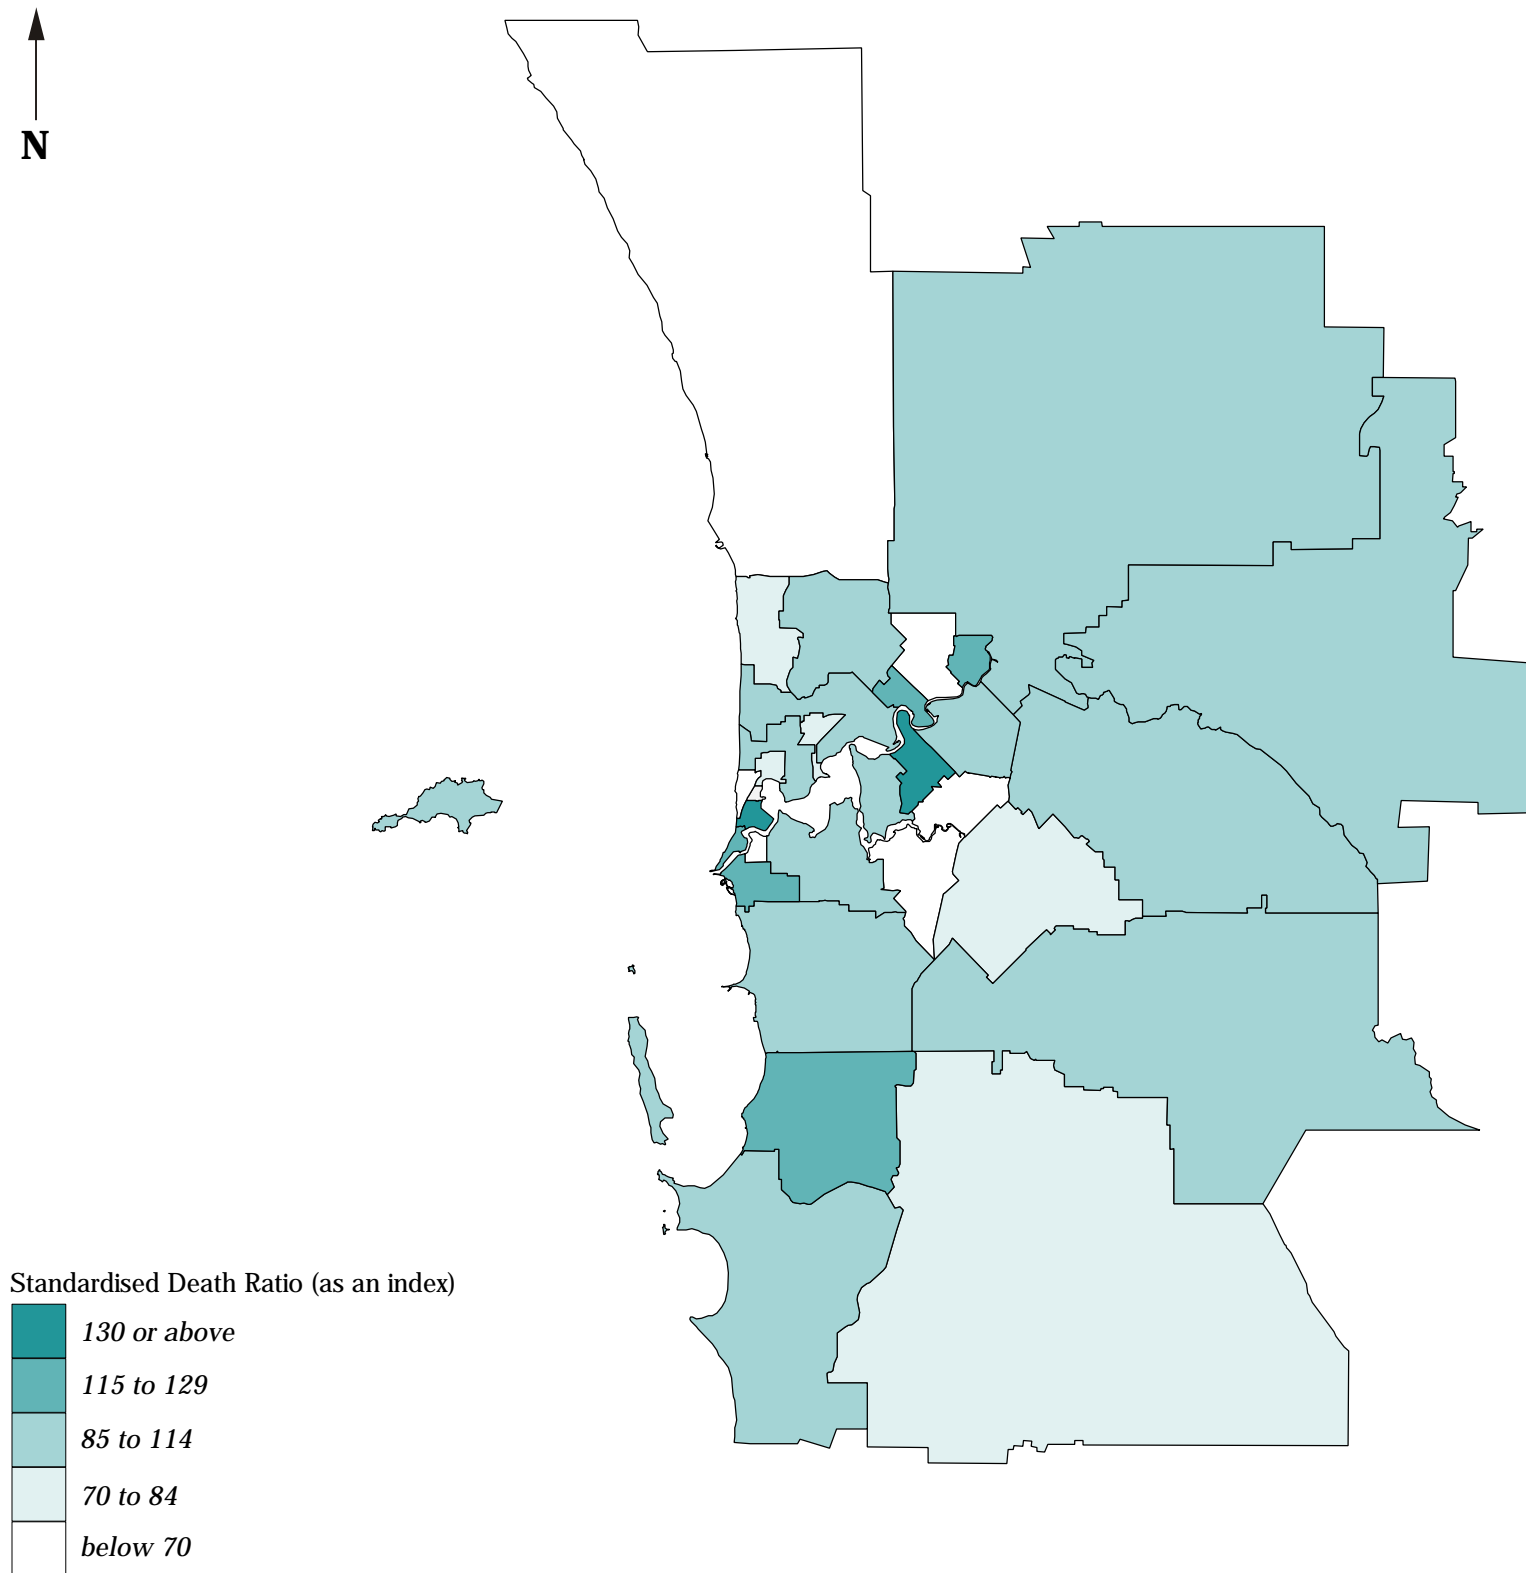 N
Standardised Death Ratio (as an index)
130 or above
115 to 129
85 to 114
70 to 84
below 70